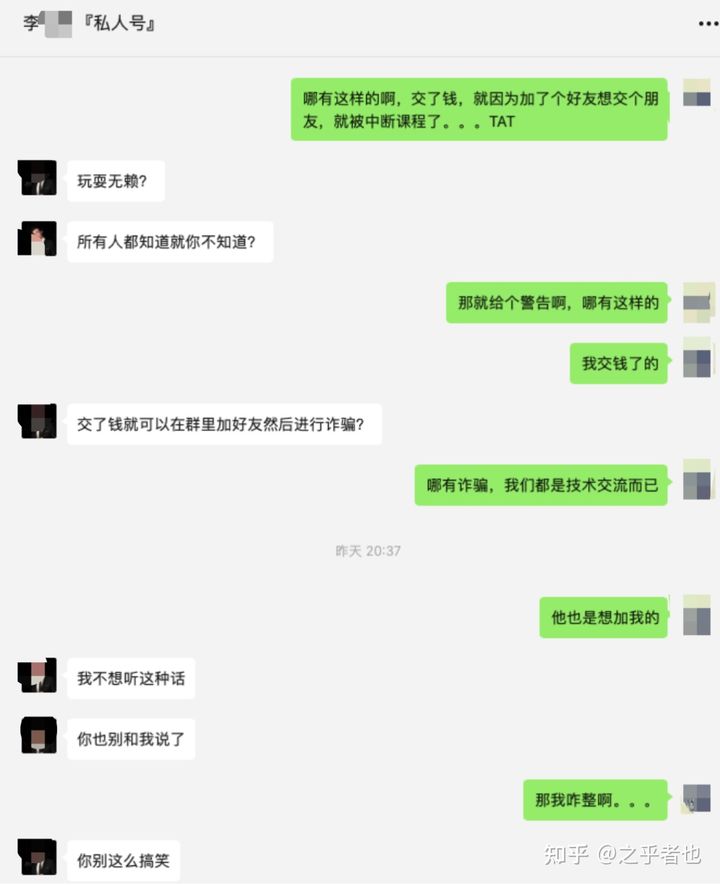 李 『私人号』
哪有这样的啊，交了钱，就因为加了个好友想交个朋
友，就被中断课程了。。。TAT
玩耍无赖?
所有人都知道就你不知道?
那就给个警告啊，哪有这样的
我交钱了的
交了钱就可以在群里加好友然后进行诈骗?
哪有诈骗，我们都是技术交流而已
昨天 20:37
他也是想加我的
我不想听这种话
你也别和我说了
那我咋整啊。。。
你别这么搞笑
知乎 @之乎者也